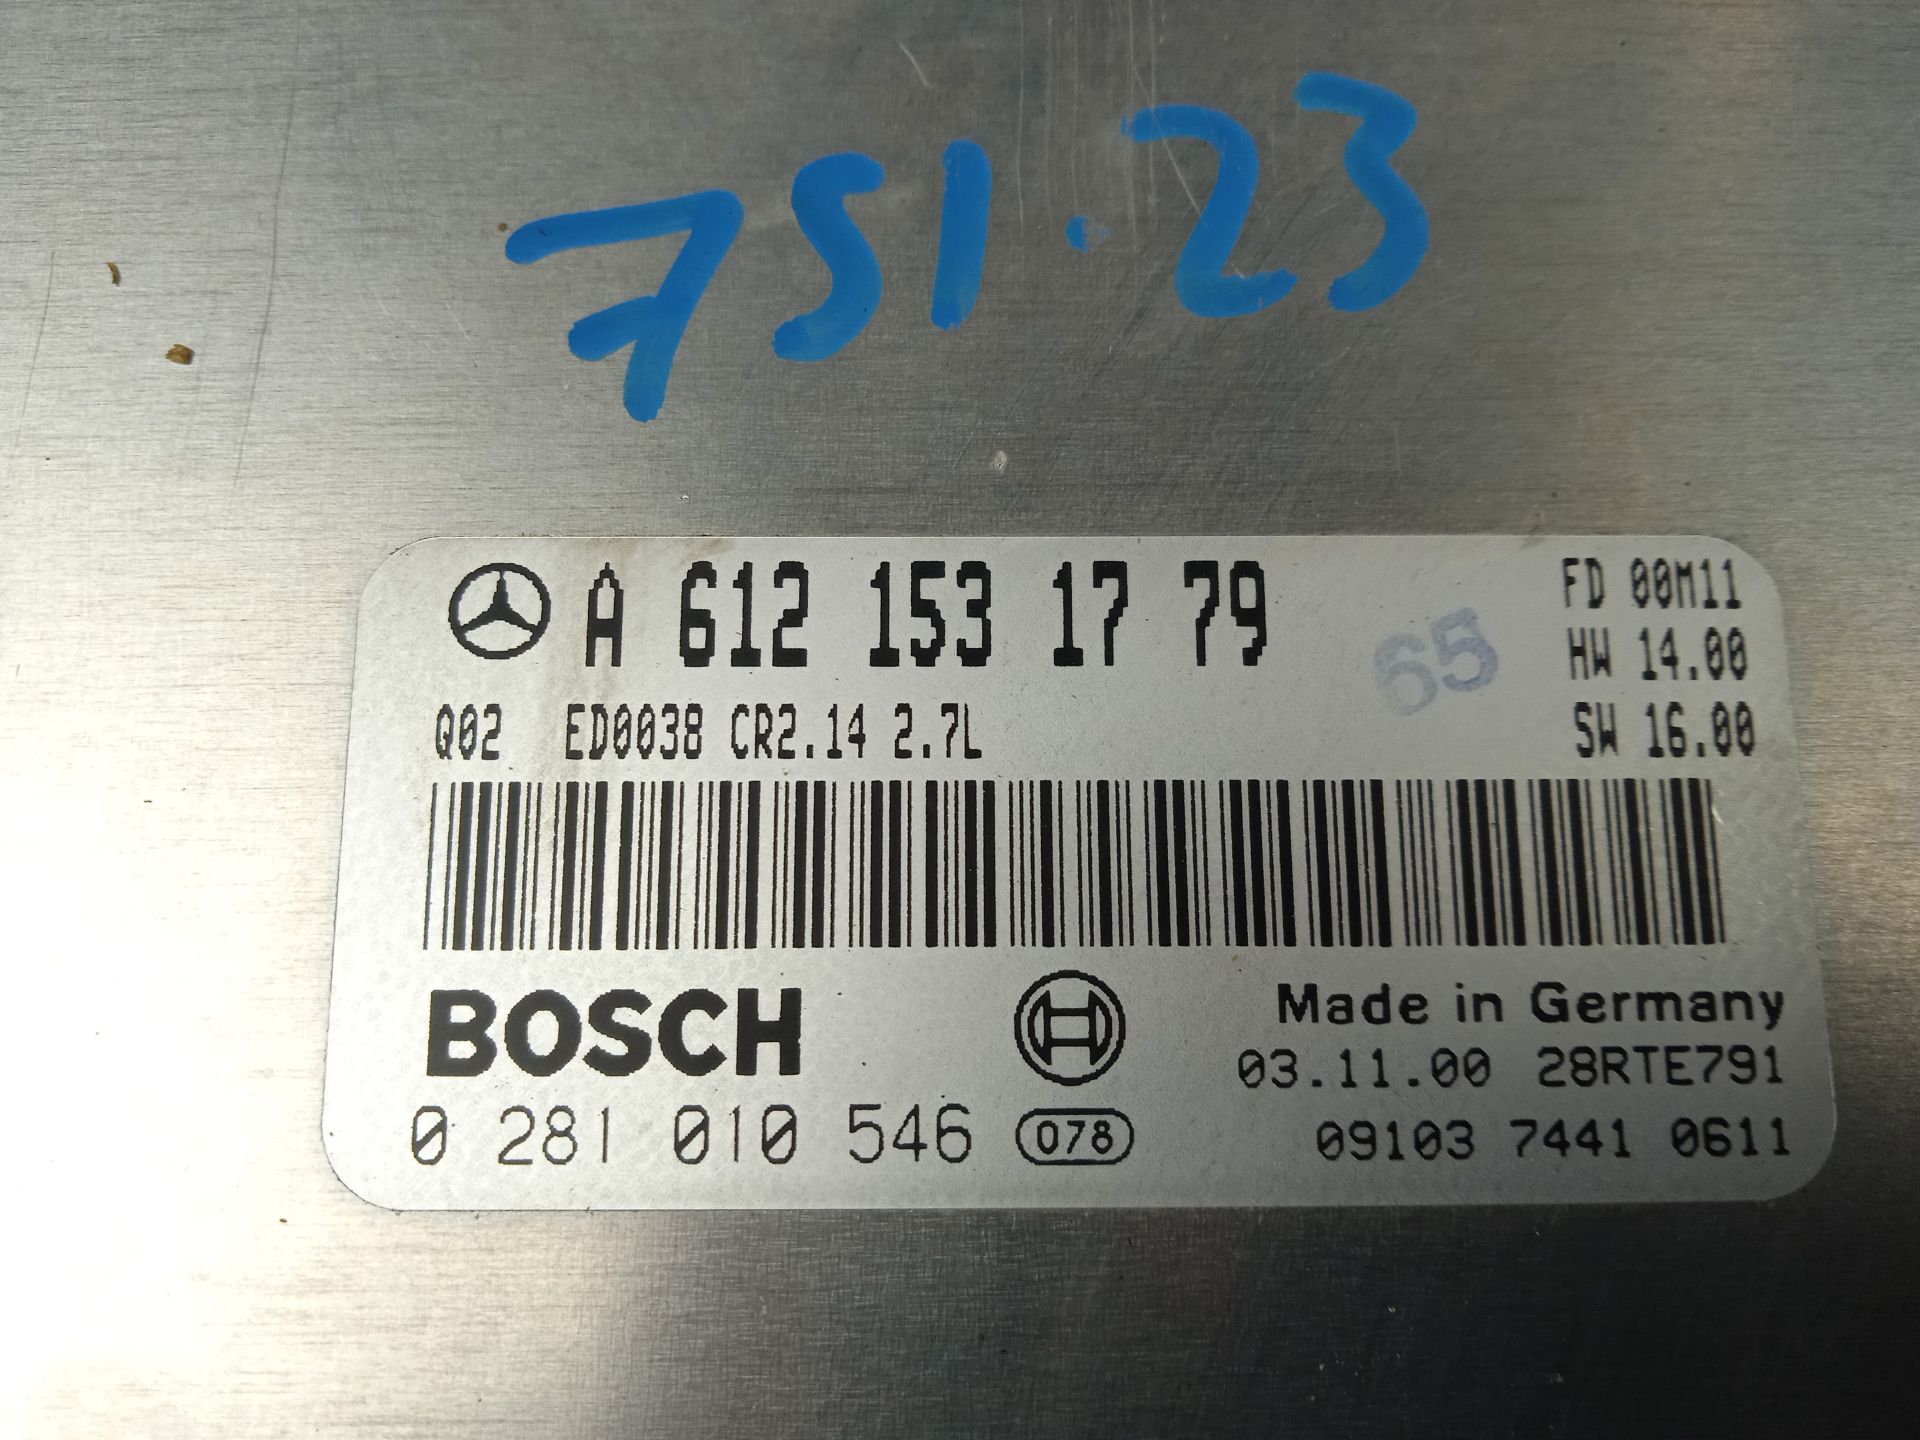 751.23
A 612 153 17 79
65
FD 00M11
HW 14.00
Q02 ED0038 CR2.14 2.7L
SW 16.00
BOSCH
Made in Germany
03.11.00 28RTE791
0 281 010 546 078
09103 7441 0611